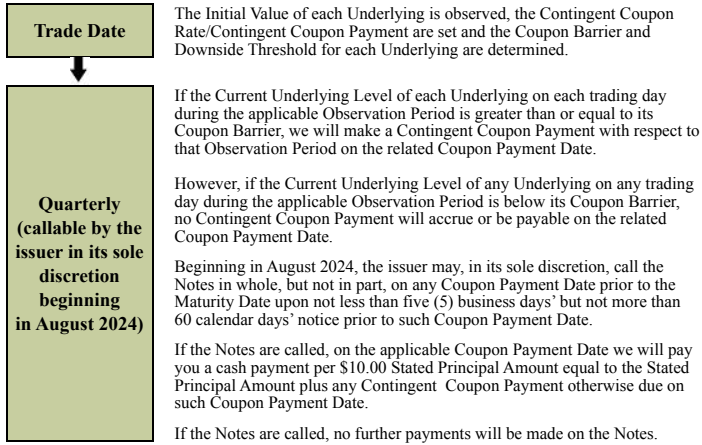 Trade Date
The Initial Value of each Underlying is observed, the Contingent Coupon
Rate/Contingent Coupon Payment are set and the Coupon Barrier and
Downside Threshold for each Underlying are determined.
Quarterly
(callable by the
issuer in its sole
discretion
beginning
in August 2024)
If the Current Underlying Level of each Underlying on each trading day
during the applicable Observation Period is greater than or equal to its
Coupon Barrier, we will make a Contingent Coupon Payment with respect to
that Observation Period on the related Coupon Payment Date.
However, if the Current Underlying Level of any Underlying on any trading
day during the applicable Observation Period is below its Coupon Barrier,
no Contingent Coupon Payment will accrue or be payable on the related
Coupon Payment Date.
Beginning in August 2024, the issuer may, in its sole discretion, call the
Notes in whole, but not in part, on any Coupon Payment Date prior to the
Maturity Date upon not less than five (5) business days’ but not more than
60 calendar days’ notice prior to such Coupon Payment Date.
If the Notes are called, on the applicable Coupon Payment Date we will pay
you a cash payment per $10.00 Stated Principal Amount equal to the Stated
Principal Amount plus any Contingent Coupon Payment otherwise due on
such Coupon Payment Date.
If the Notes are called, no further payments will be made on the Notes.